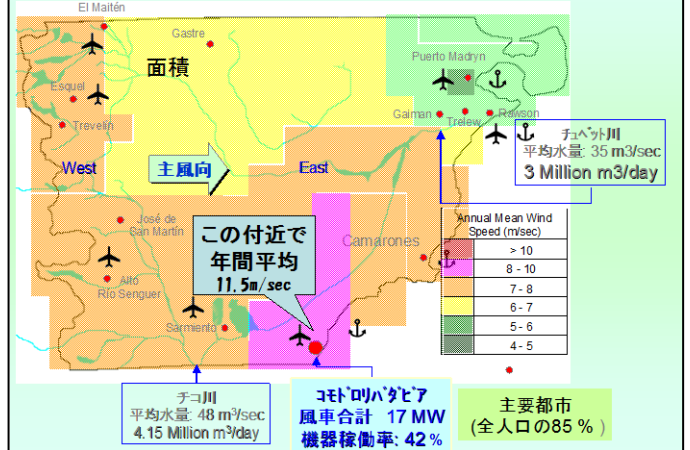 El Maitén
Gastre
面積
Puerto Madryn
Esquel
Gaiman
Trelew
Rawson
Trevelin
West
主風向
East
チュベット川
平均水量: 35 m3/sec
3 Million m3/day
José de
San Martín
この付近で
年間平均
11.5m/sec
Camarones
Annual Mean Wind
Speed (m/sec)
> 10
8 - 10
7 - 8
6 - 7
5 - 6
4 - 5
Alto
Río Senguer
Sarmiento
チコ川
平均水量: 48 m³/sec
4.15 Million m³/day
コモドロリバダビア
風車合計 17 MW
機器稼働率: 42 %
主要都市
(全人口の85 % )